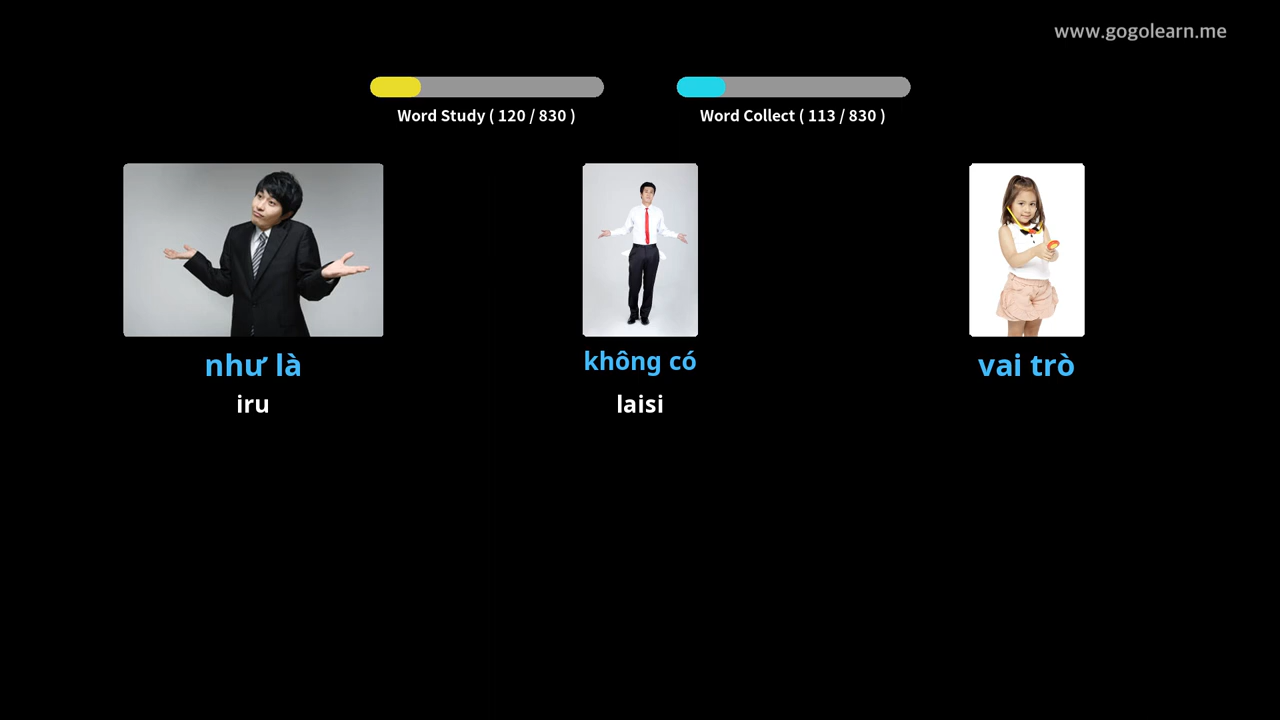 www.gogolearn.me
Word Study ( 120 / 830 )
Word Collect ( 113 / 830 )
như là
không có
vai trò
iru
laisi